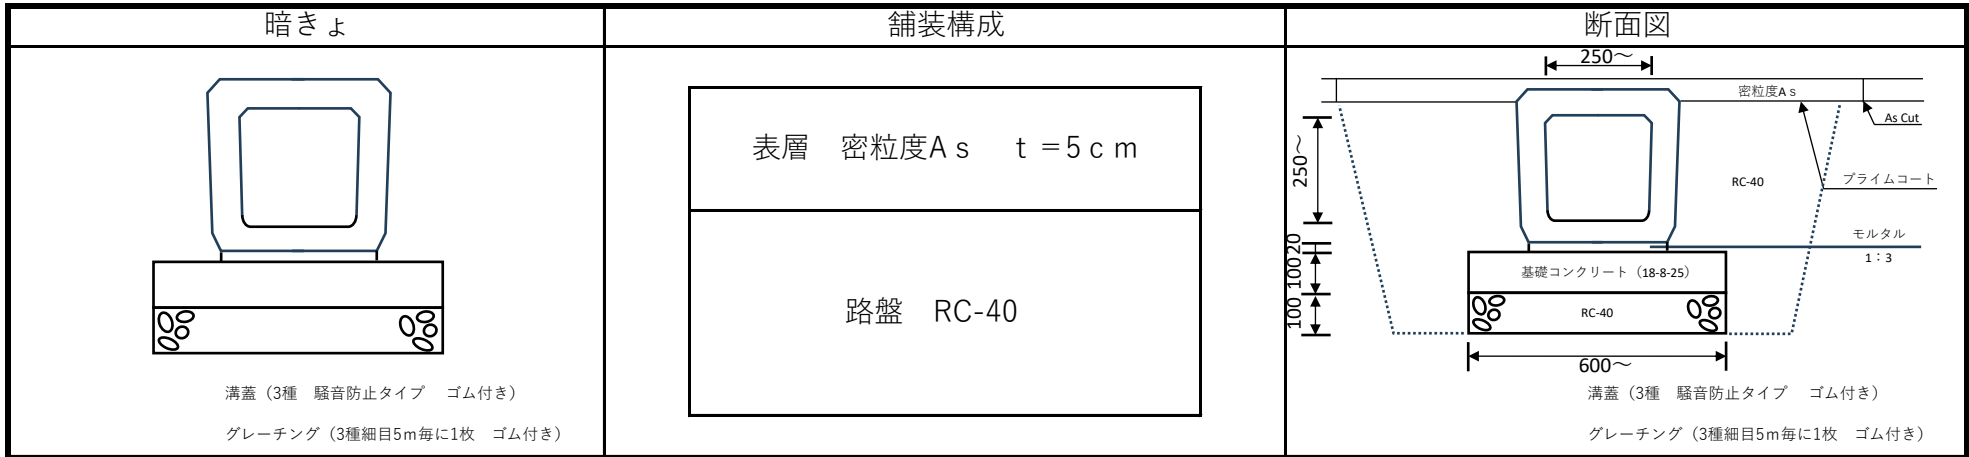 暗きょ
舗装構成
断面図
溝蓋（3種　騒音防止タイプ　ゴム付き）
グレーチング（3種細目5ｍ毎に1枚　ゴム付き）
表層　密粒度Aｓ　ｔ＝5ｃｍ
路盤　RC-40
250～
密粒度Aｓ
As Cut
250～
RC-40
プライムコート
モルタル
1：3
20
100
基礎コンクリート（18-8-25）
100
RC-40
600～
溝蓋（3種　騒音防止タイプ　ゴム付き）
グレーチング（3種細目5ｍ毎に1枚　ゴム付き）